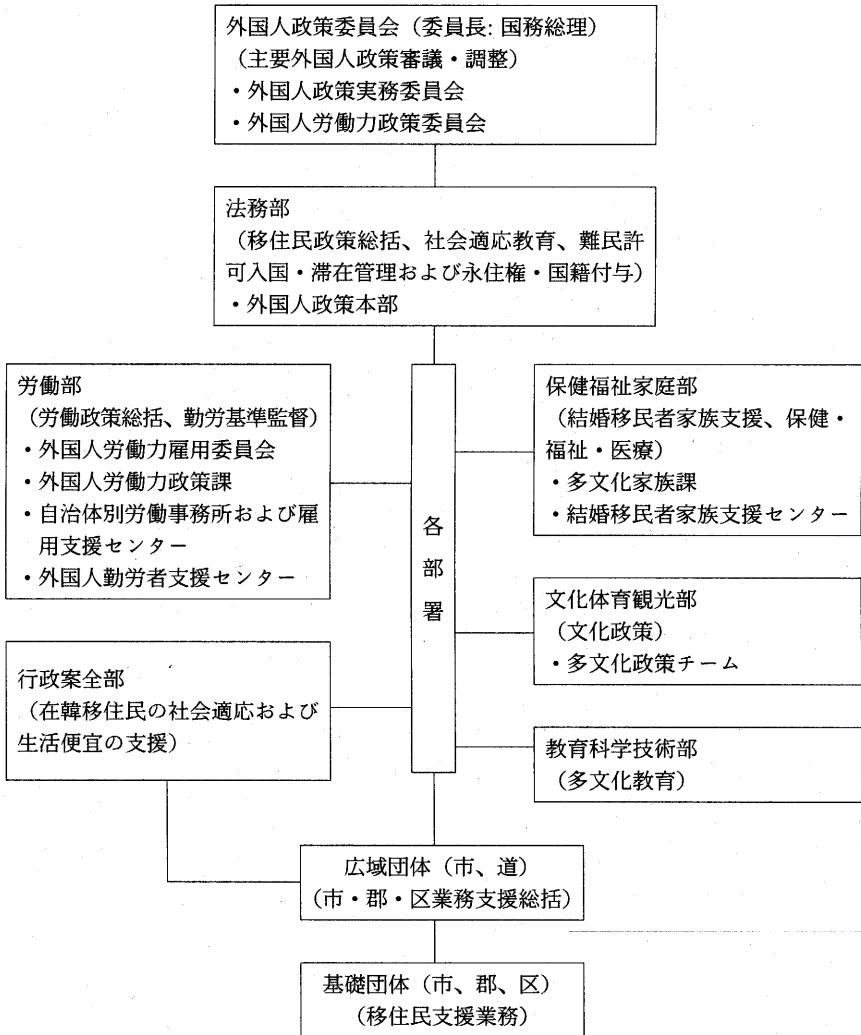 外国人政策委員会（委員長: 国務総理）
（主要外国人政策審議・調整）
・外国人政策実務委員会
・外国人労働力政策委員会
法務部
（移住民政策総括、社会適応教育、難民許
可入国・滞在管理および永住権・国籍付与）
・外国人政策本部
労働部
（労働政策総括、勤労基準監督）
・外国人労働力雇用委員会
・外国人労働力政策課
・自治体別労働事務所および雇
用支援センター
・外国人勤労者支援センター
行政案全部
（在韓移住民の社会適応および
生活便宜の支援）
各部署
保健福祉家庭部
（結婚移民者家族支援、保健・
福祉・医療）
・多文化家族課
・結婚移民者家族支援センター
文化体育観光部
（文化政策）
・多文化政策チーム
教育科学技術部
（多文化教育）
広域団体（市、道）
（市・郡・区業務支援総括）
基礎団体（市、郡、区）
（移住民支援業務）